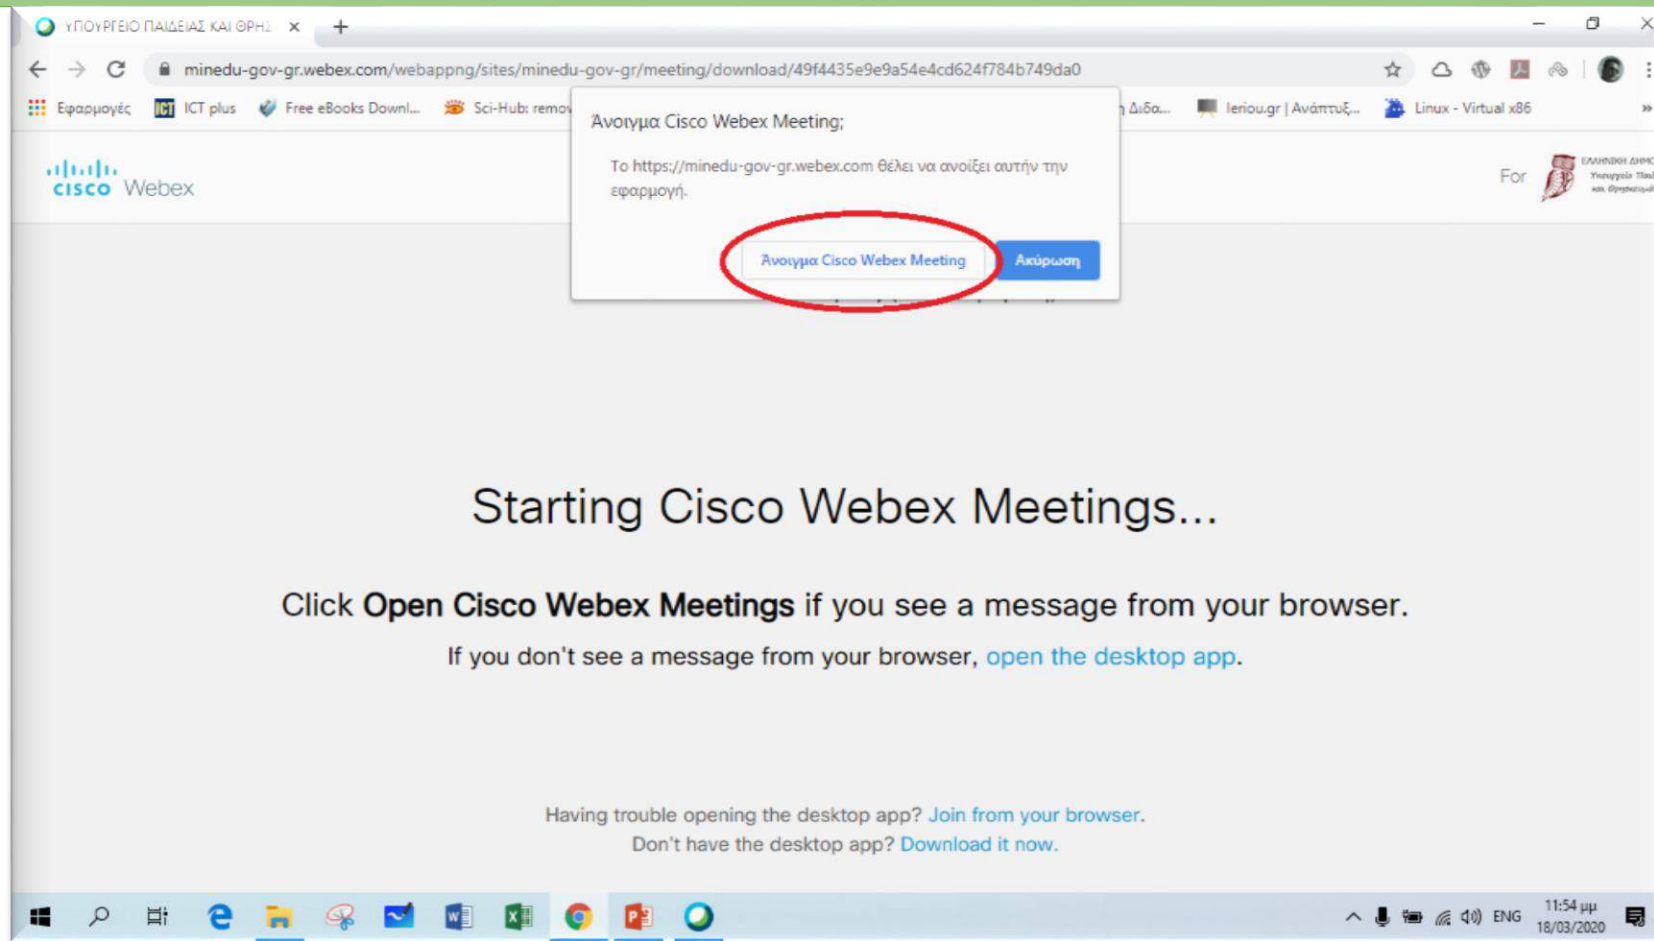 ΥΠΟΥΡΓΕΙΟ ΠΑΙΔΕΙΑΣ ΚΑΙ ΘΡΗΣ
minedu-gov-gr.webex.com/webappng/sites/minedu-gov-gr/meeting/download/49f4435e9e9a54e4cd624f784b749da0
Εφαρμογές ICT plus Free eBooks Downl... Sci-Hub: remov Διδα... Ieriou.gr | Ανάπτυξ... Linux - Virtual x86 »
Άνοιγμα Cisco Webex Meeting;
Το https://minedu-gov-gr.webex.com θέλει να ανοίξει αυτήν την
εφαρμογή.
Άνοιγμα Cisco Webex Meeting Ακύρωση
cisco Webex
For
Starting Cisco Webex Meetings...
Click Open Cisco Webex Meetings if you see a message from your browser.
If you don't see a message from your browser, open the desktop app.
Having trouble opening the desktop app? Join from your browser.
Don't have the desktop app? Download it now.
ENG 11:54 μμ
18/03/2020